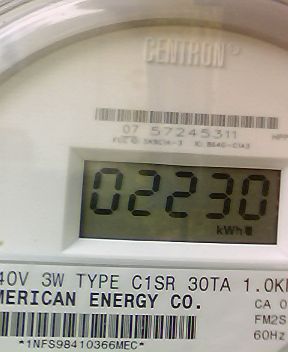 CENTRON®
07 57245311
02230
kWh
40V 3W TYPE C1SR 30TA 1.0K
MERICAN ENERGY CO.
CA 0
FM2S
60Hz
*1NFS98410366MEC*